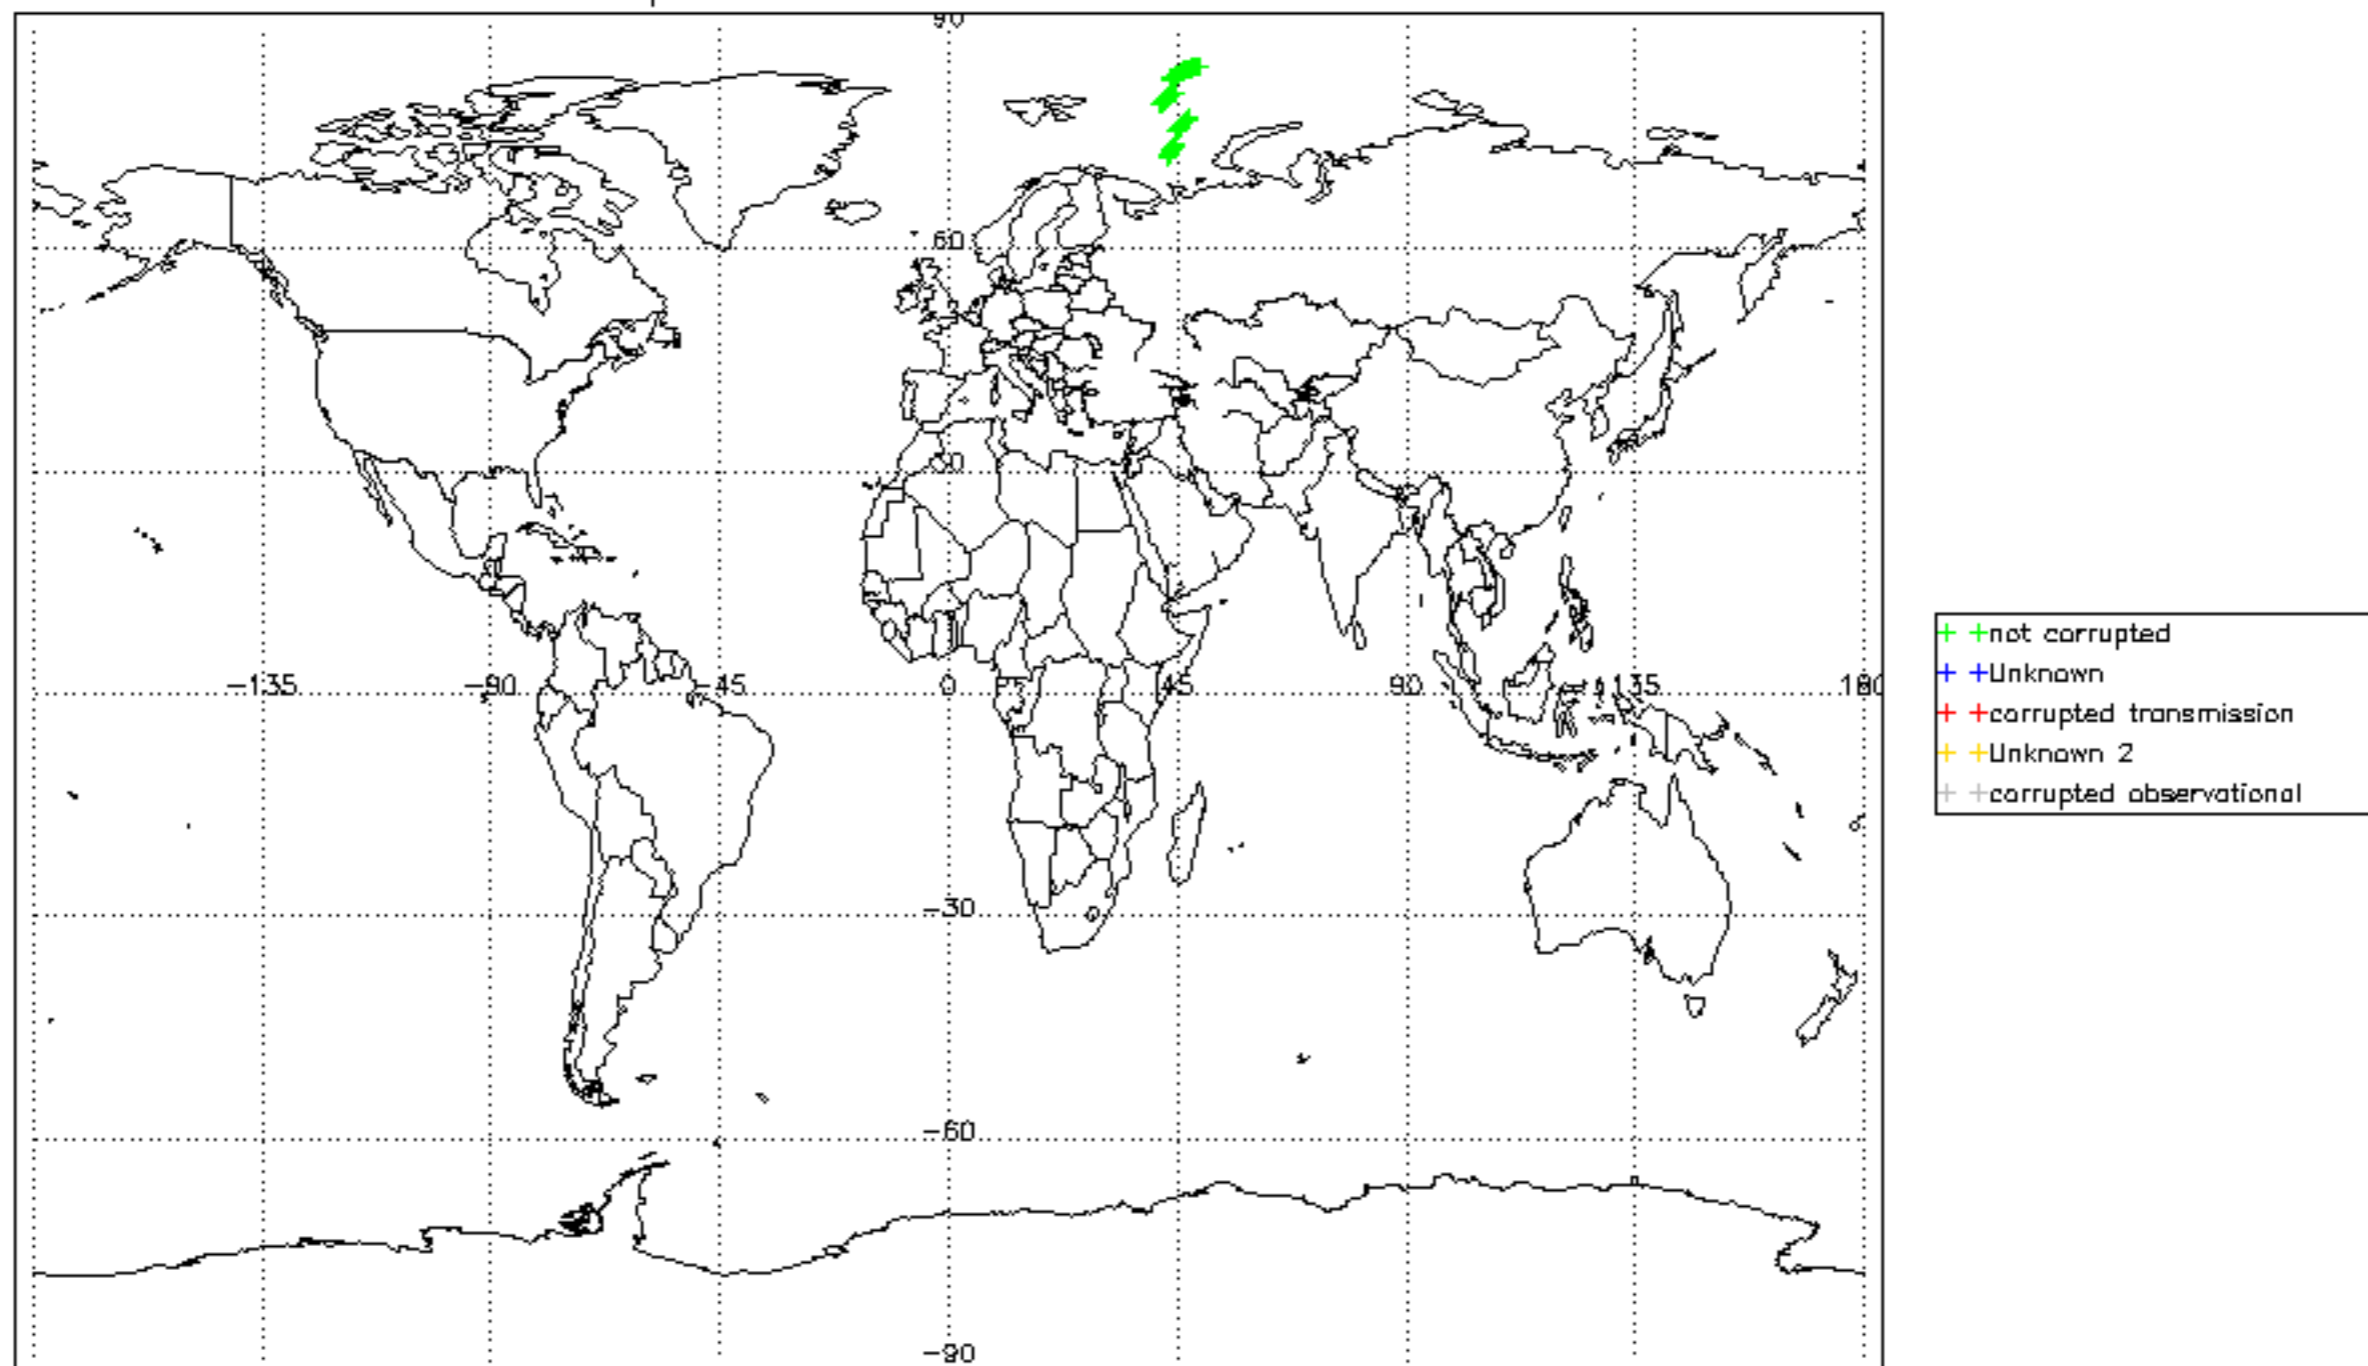 90
60
30
-135 -90 -45 0 45 90 135 180
-30
-60
-90
not corrupted
Unknown
corrupted transmission
Unknown 2
corrupted observational